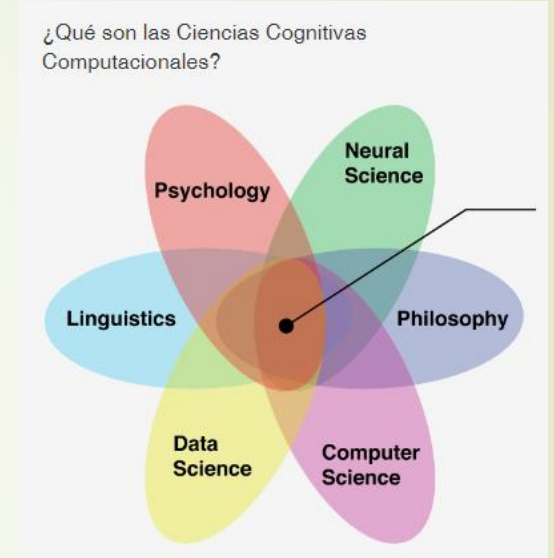 ¿Qué son las Ciencias Cognitivas
Computacionales?
Neural
Science
Psychology
Linguistics
Philosophy
Data
Science
Computer
Science